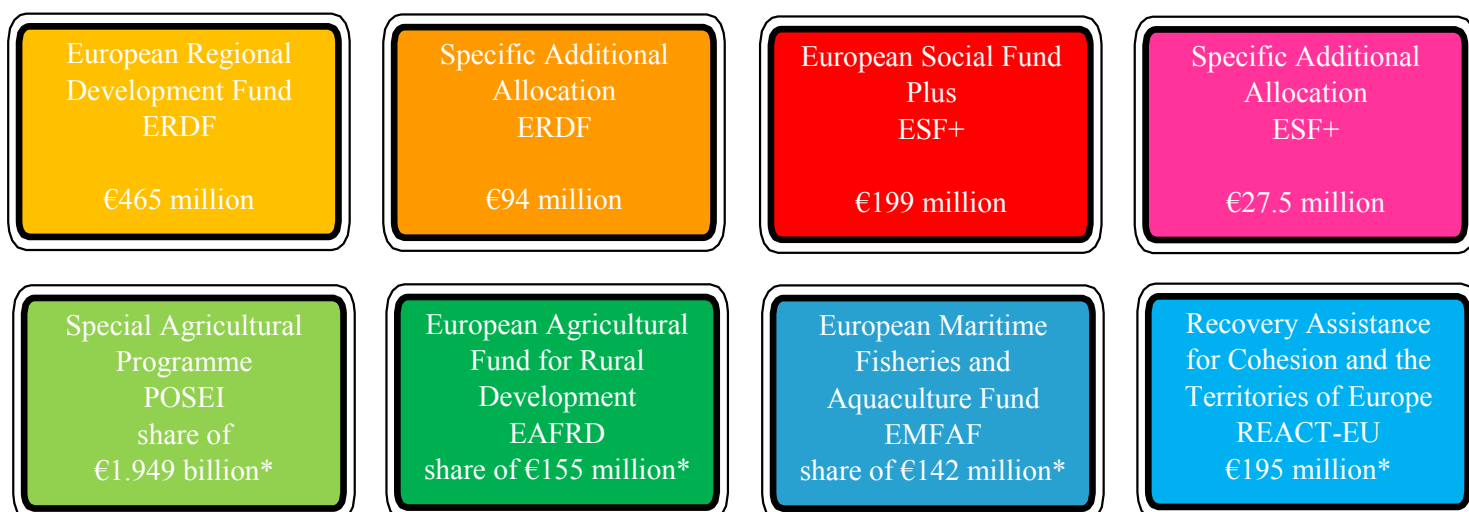 European Regional
Development Fund
ERDF
€465 million
Specific Additional
Allocation
ERDF
€94 million
European Social Fund
Plus
ESF+
€199 million
Specific Additional
Allocation
ESF+
€27.5 million
Special Agricultural
Programme
POSEI
share of
€1.949 billion*
European Agricultural
Fund for Rural
Development
EAFRD
share of €155 million*
European Maritime
Fisheries and
Aquaculture Fund
EMFAF
share of €142 million*
Recovery Assistance
for Cohesion and the
Territories of Europe
REACT-EU
€195 million*